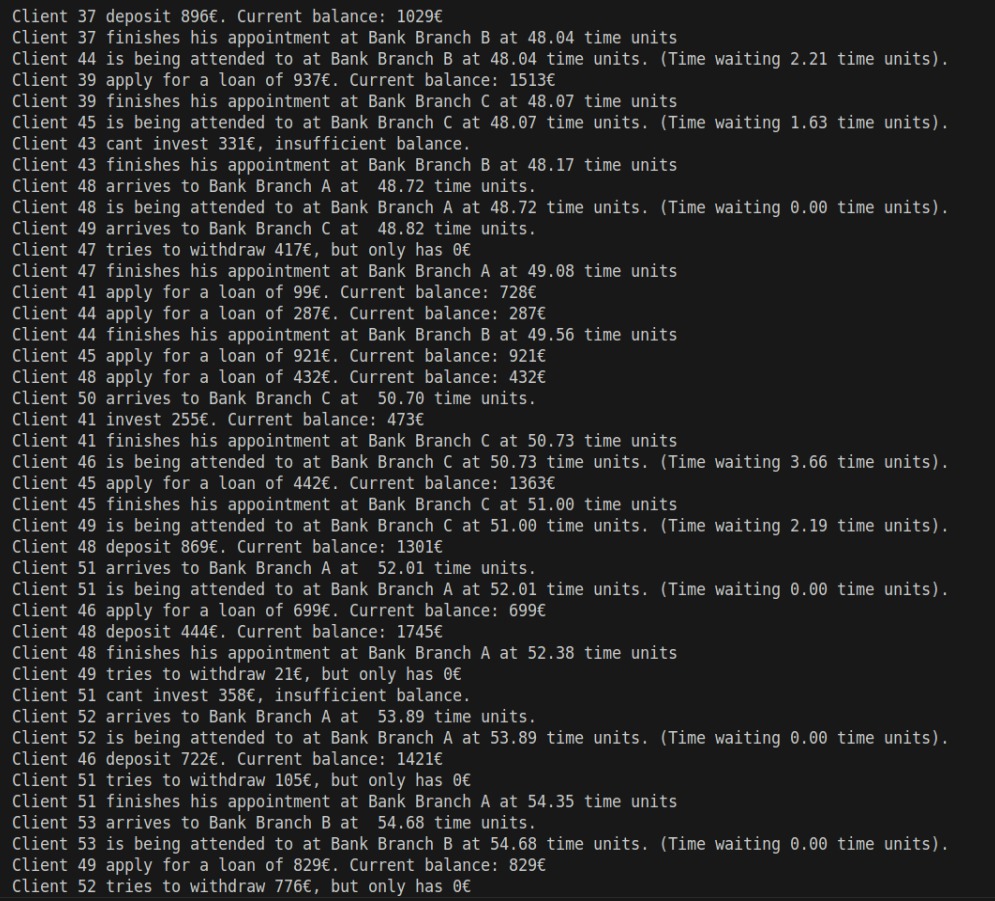 Client 37 deposit 896€. Current balance: 1029€
Client 37 finishes his appointment at Bank Branch B at 48.04 time units
Client 44 is being attended to at Bank Branch B at 48.04 time units. (Time waiting 2.21 time units).
Client 39 apply for a loan of 937€. Current balance: 1513€
Client 39 finishes his appointment at Bank Branch C at 48.07 time units
Client 45 is being attended to at Bank Branch C at 48.07 time units. (Time waiting 1.63 time units).
Client 43 cant invest 331€, insufficient balance.
Client 43 finishes his appointment at Bank Branch B at 48.17 time units
Client 48 arrives to Bank Branch A at  48.72 time units.
Client 48 is being attended to at Bank Branch A at 48.72 time units. (Time waiting 0.00 time units).
Client 49 arrives to Bank Branch C at  48.82 time units.
Client 47 tries to withdraw 417€, but only has 0€
Client 47 finishes his appointment at Bank Branch A at 49.08 time units
Client 41 apply for a loan of 99€. Current balance: 728€
Client 44 apply for a loan of 287€. Current balance: 287€
Client 44 finishes his appointment at Bank Branch B at 49.56 time units
Client 45 apply for a loan of 921€. Current balance: 921€
Client 48 apply for a loan of 432€. Current balance: 432€
Client 50 arrives to Bank Branch C at  50.70 time units.
Client 41 invest 255€. Current balance: 473€
Client 41 finishes his appointment at Bank Branch C at 50.73 time units
Client 46 is being attended to at Bank Branch C at 50.73 time units. (Time waiting 3.66 time units).
Client 45 apply for a loan of 442€. Current balance: 1363€
Client 45 finishes his appointment at Bank Branch C at 51.00 time units
Client 49 is being attended to at Bank Branch C at 51.00 time units. (Time waiting 2.19 time units).
Client 48 deposit 869€. Current balance: 1301€
Client 51 arrives to Bank Branch A at  52.01 time units.
Client 51 is being attended to at Bank Branch A at 52.01 time units. (Time waiting 0.00 time units).
Client 46 apply for a loan of 699€. Current balance: 699€
Client 48 deposit 444€. Current balance: 1745€
Client 48 finishes his appointment at Bank Branch A at 52.38 time units
Client 49 tries to withdraw 21€, but only has 0€
Client 51 cant invest 358€, insufficient balance.
Client 52 arrives to Bank Branch A at  53.89 time units.
Client 52 is being attended to at Bank Branch A at 53.89 time units. (Time waiting 0.00 time units).
Client 46 deposit 722€. Current balance: 1421€
Client 51 tries to withdraw 105€, but only has 0€
Client 51 finishes his appointment at Bank Branch A at 54.35 time units
Client 53 arrives to Bank Branch B at  54.68 time units.
Client 53 is being attended to at Bank Branch B at 54.68 time units. (Time waiting 0.00 time units).
Client 49 apply for a loan of 829€. Current balance: 829€
Client 52 tries to withdraw 776€, but only has 0€